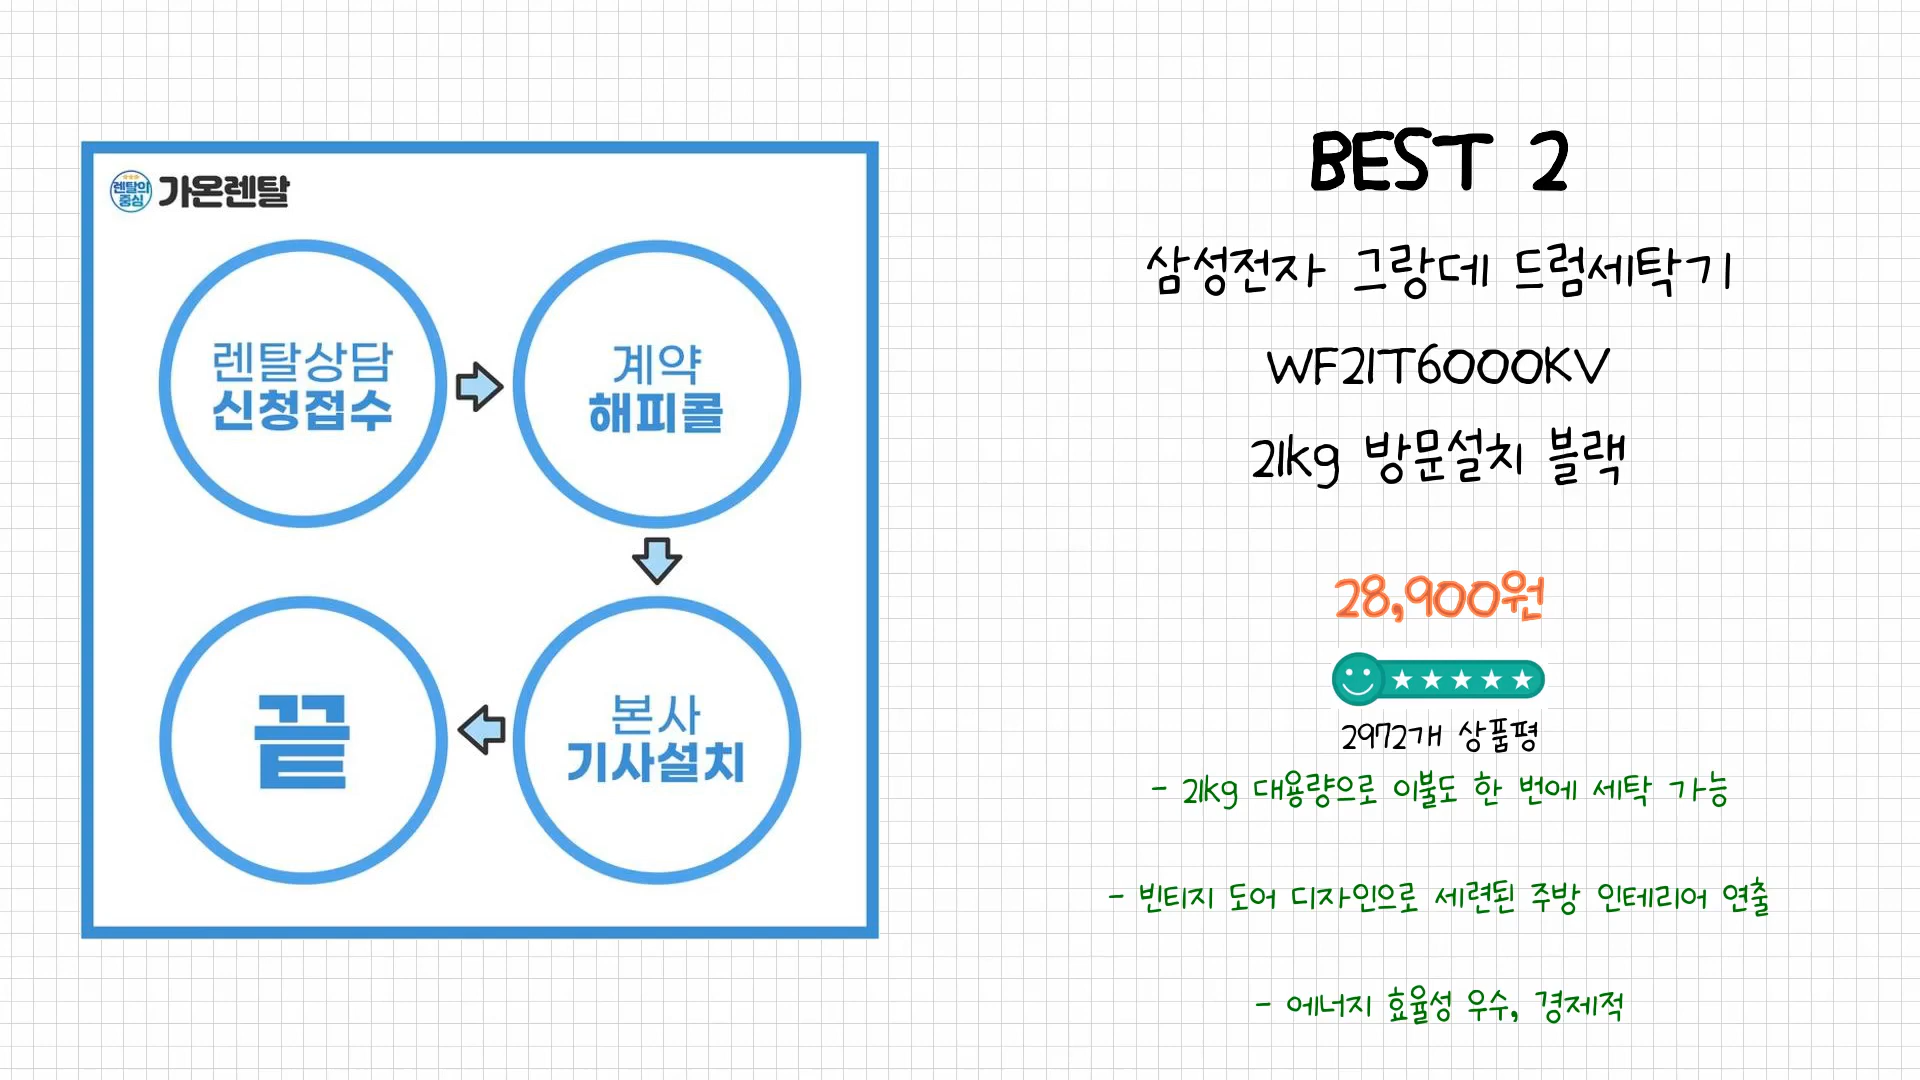 렌탈의
중심
가온렌탈
렌탈상담
신청접수
계약
해피콜
본사
기사설치
끝
BEST 2
삼성전자 그랑데 드럼세탁기
WF21T6000KV
21kg 방문설치 블랙
28,900원
2972개 상품평
- 21kg 대용량으로 이불도 한 번에 세탁 가능
- 빈티지 도어 디자인으로 세련된 주방 인테리어 연출
- 에너지 효율성 우수, 경제적